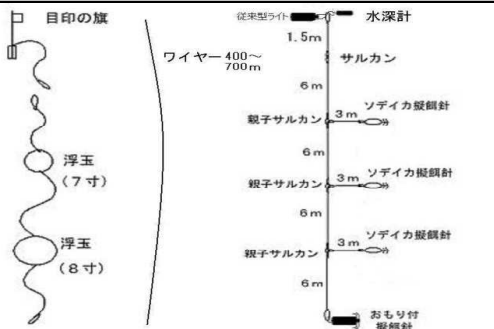 目印の旗
浮玉
(7寸)
浮玉
(8寸)
ワイヤー400～
700m
従来型ライト
水深計
1.5m
サルカン
6m
ソデイカ擬餌針
3m
親子サルカン
6m
ソデイカ擬餌針
3m
親子サルカン
6m
ソデイカ擬餌針
3m
親子サルカン
6m
おもり付
擬餌針